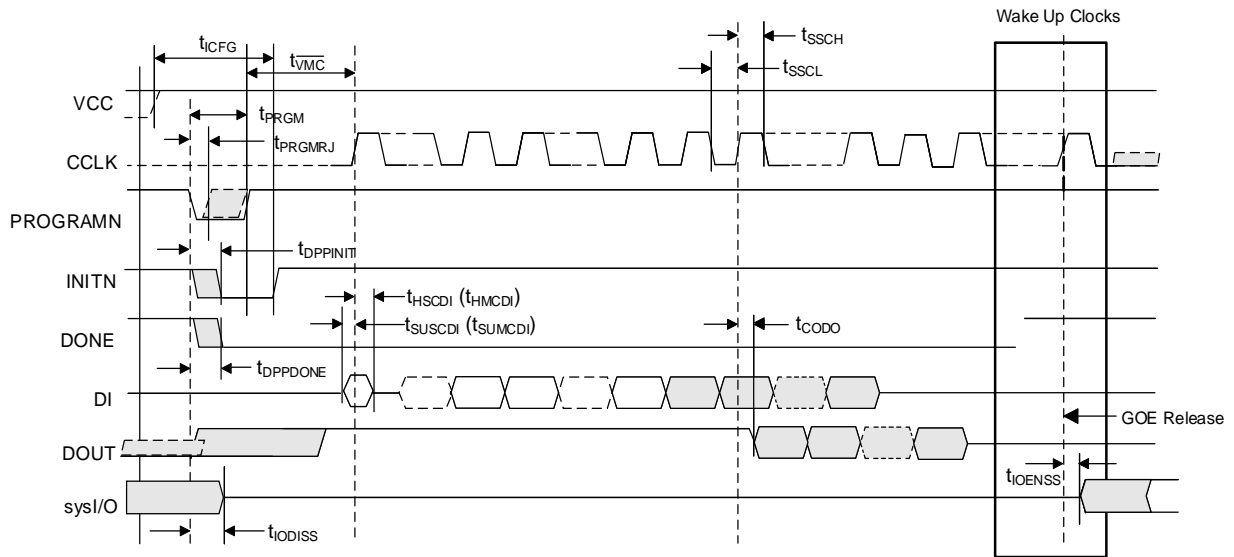 Wake Up Clocks
tICFG
tVMC
tSSCH
tSSCL
VCC
tPRGM
tPRGMRJ
CCLK
PROGRAMN
tDPPINIT
INITN
tHSCDI (tHMCDI)
tSUSCDI (tSUMCDI)
tCODO
DONE
tDPPDONE
DI
GOE Release
DOUT
tIOENSS
sysI/O
tIODISS